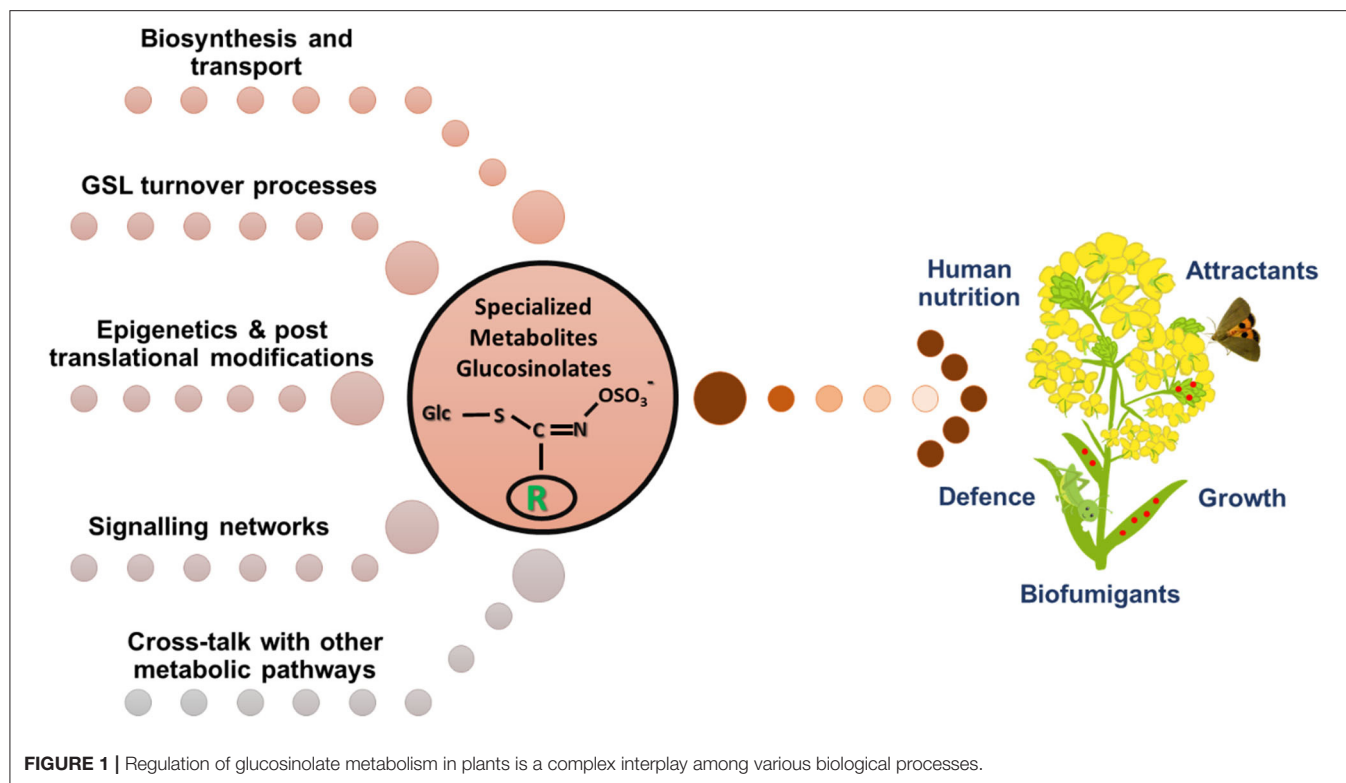 Biosynthesis and
transport
GSL turnover processes
Epigenetics & post
translational modifications
Signalling networks
Cross-talk with other
metabolic pathways
Specialized
Metabolites
Glucosinolates
OSO₃⁻
Glc — S
C = N
R
Human
nutrition
Attractants
Defence
Growth
Biofumigants
FIGURE 1 | Regulation of glucosinolate metabolism in plants is a complex interplay among various biological processes.